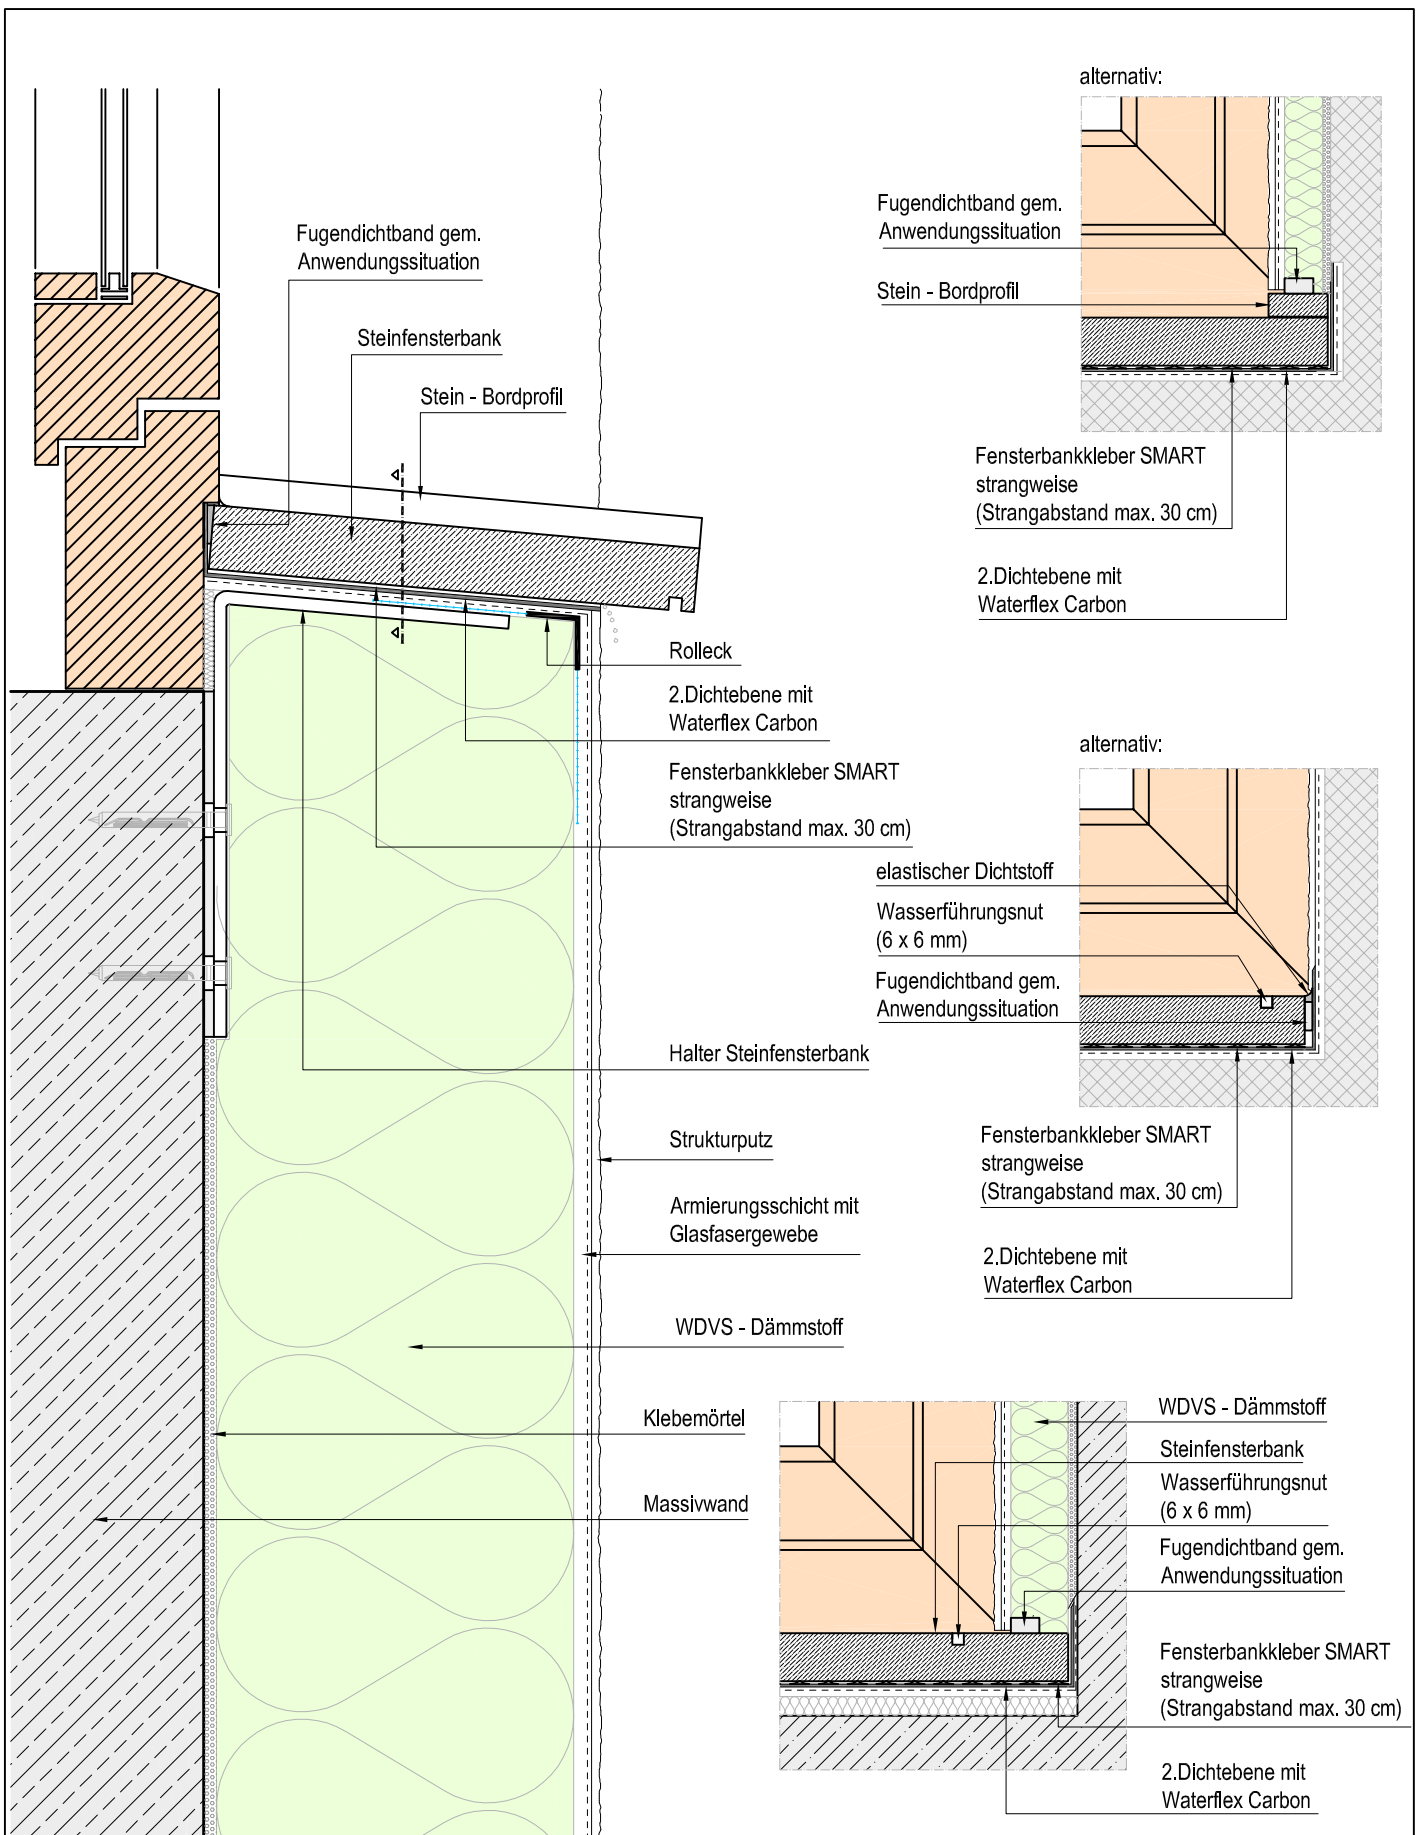 Fugendichtband gem.
Anwendungssituation
Steinfensterbank
Stein - Bordprofil
Rolleck
2.Dichtebene mit
Waterflex Carbon
Fensterbankkleber SMART
strangweise
(Strangabstand max. 30 cm)
Halter Steinfensterbank
Strukturputz
Armierungsschicht mit
Glasfasergewebe
WDVS - Dämmstoff
Klebemörtel
Massivwand
alternativ:
Fugendichtband gem.
Anwendungssituation
Stein - Bordprofil
Fensterbankkleber SMART
strangweise
(Strangabstand max. 30 cm)
2.Dichtebene mit
Waterflex Carbon
alternativ:
elastischer Dichtstoff
Wasserführungsnut
(6 x 6 mm)
Fugendichtband gem.
Anwendungssituation
Fensterbankkleber SMART
strangweise
(Strangabstand max. 30 cm)
2.Dichtebene mit
Waterflex Carbon
WDVS - Dämmstoff
Steinfensterbank
Wasserführungsnut
(6 x 6 mm)
Fugendichtband gem.
Anwendungssituation
Fensterbankkleber SMART
strangweise
(Strangabstand max. 30 cm)
2.Dichtebene mit
Waterflex Carbon